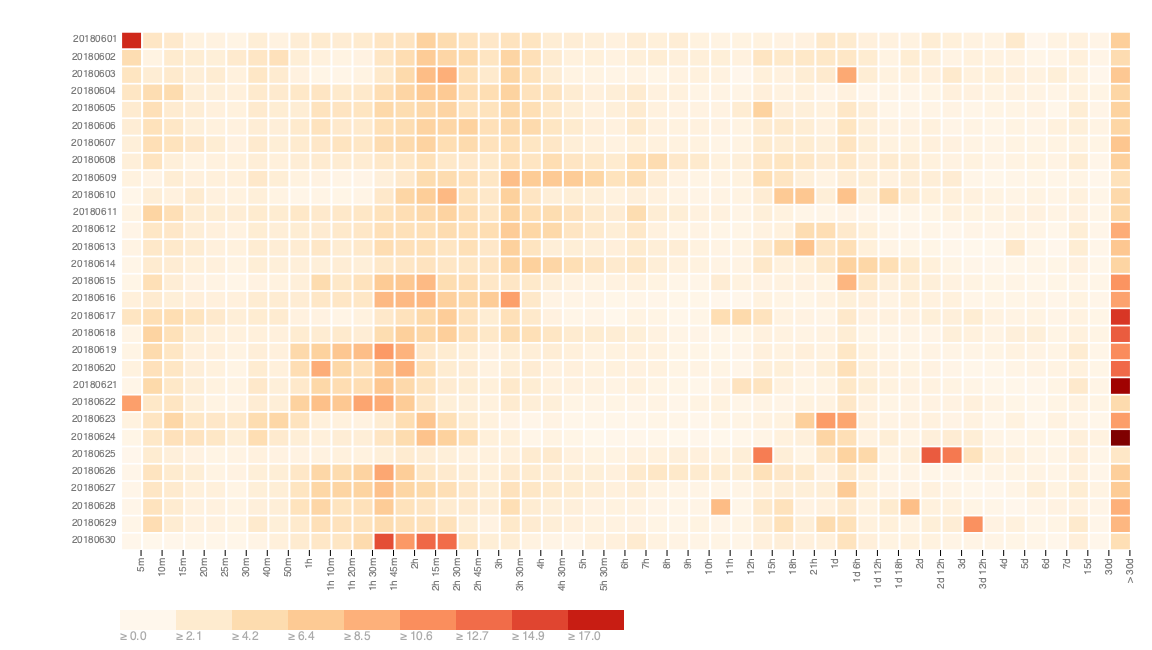 20180601
20180602
20180603
20180604
20180605
20180606
20180607
20180608
20180609
20180610
20180611
20180612
20180613
20180614
20180615
20180616
20180617
20180618
20180619
20180620
20180621
20180622
20180623
20180624
20180625
20180626
20180627
20180628
20180629
20180630
5m
10m
15m
20m
25m
30m
40m
50m
1h
1h 10m
1h 20m
1h 30m
1h 45m
2h
2h 15m
2h 30m
2h 45m
3h
3h 30m
4h
4h 30m
5h
5h 30m
6h
7h
8h
9h
10h
11h
12h
15h
18h
21h
1d
1d 6h
1d 12h
1d 18h
2d
2d 12h
3d
3d 12h
4d
5d
6d
7d
15d
30d
> 30d
≥ 0.0 ≥ 2.1 ≥ 4.2 ≥ 6.4 ≥ 8.5 ≥ 10.6 ≥ 12.7 ≥ 14.9 ≥ 17.0